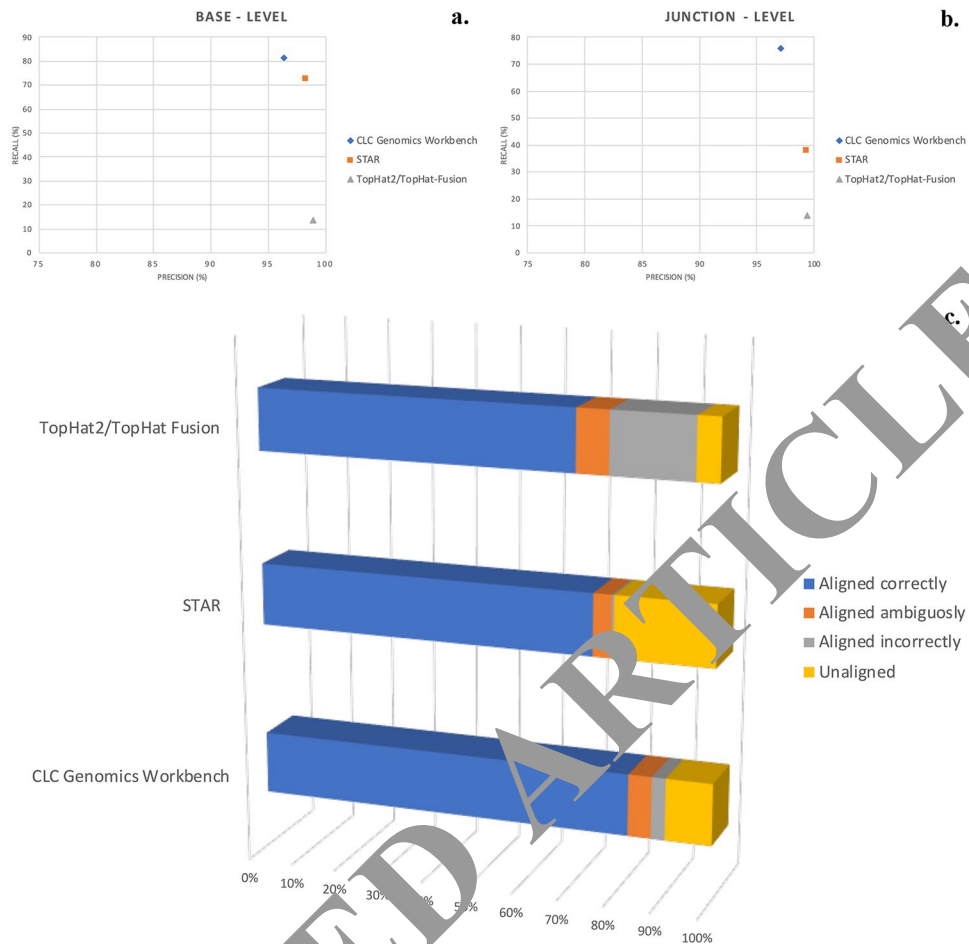 BASE - LEVEL
a.
90
80
70
60
50
40
30
20
10
0
RECALL (%)
75 80 85 90 95 100
PRECISION (%)
CLC Genomics Workbench
STAR
TopHat2/TopHat-Fusion
JUNCTION - LEVEL
b.
80
70
60
50
40
30
20
10
0
RECALL (%)
75 80 85 90 95 100
PRECISION (%)
CLC Genomics Workbench
STAR
TopHat2/TopHat-Fusion
c.
TopHat2/TopHat Fusion
STAR
CLC Genomics Workbench
0% 10% 20% 30% 60% 70% 80% 90% 100%
Aligned correctly
Aligned ambiguosly
Aligned incorrectly
Unaligned
ARTICLE